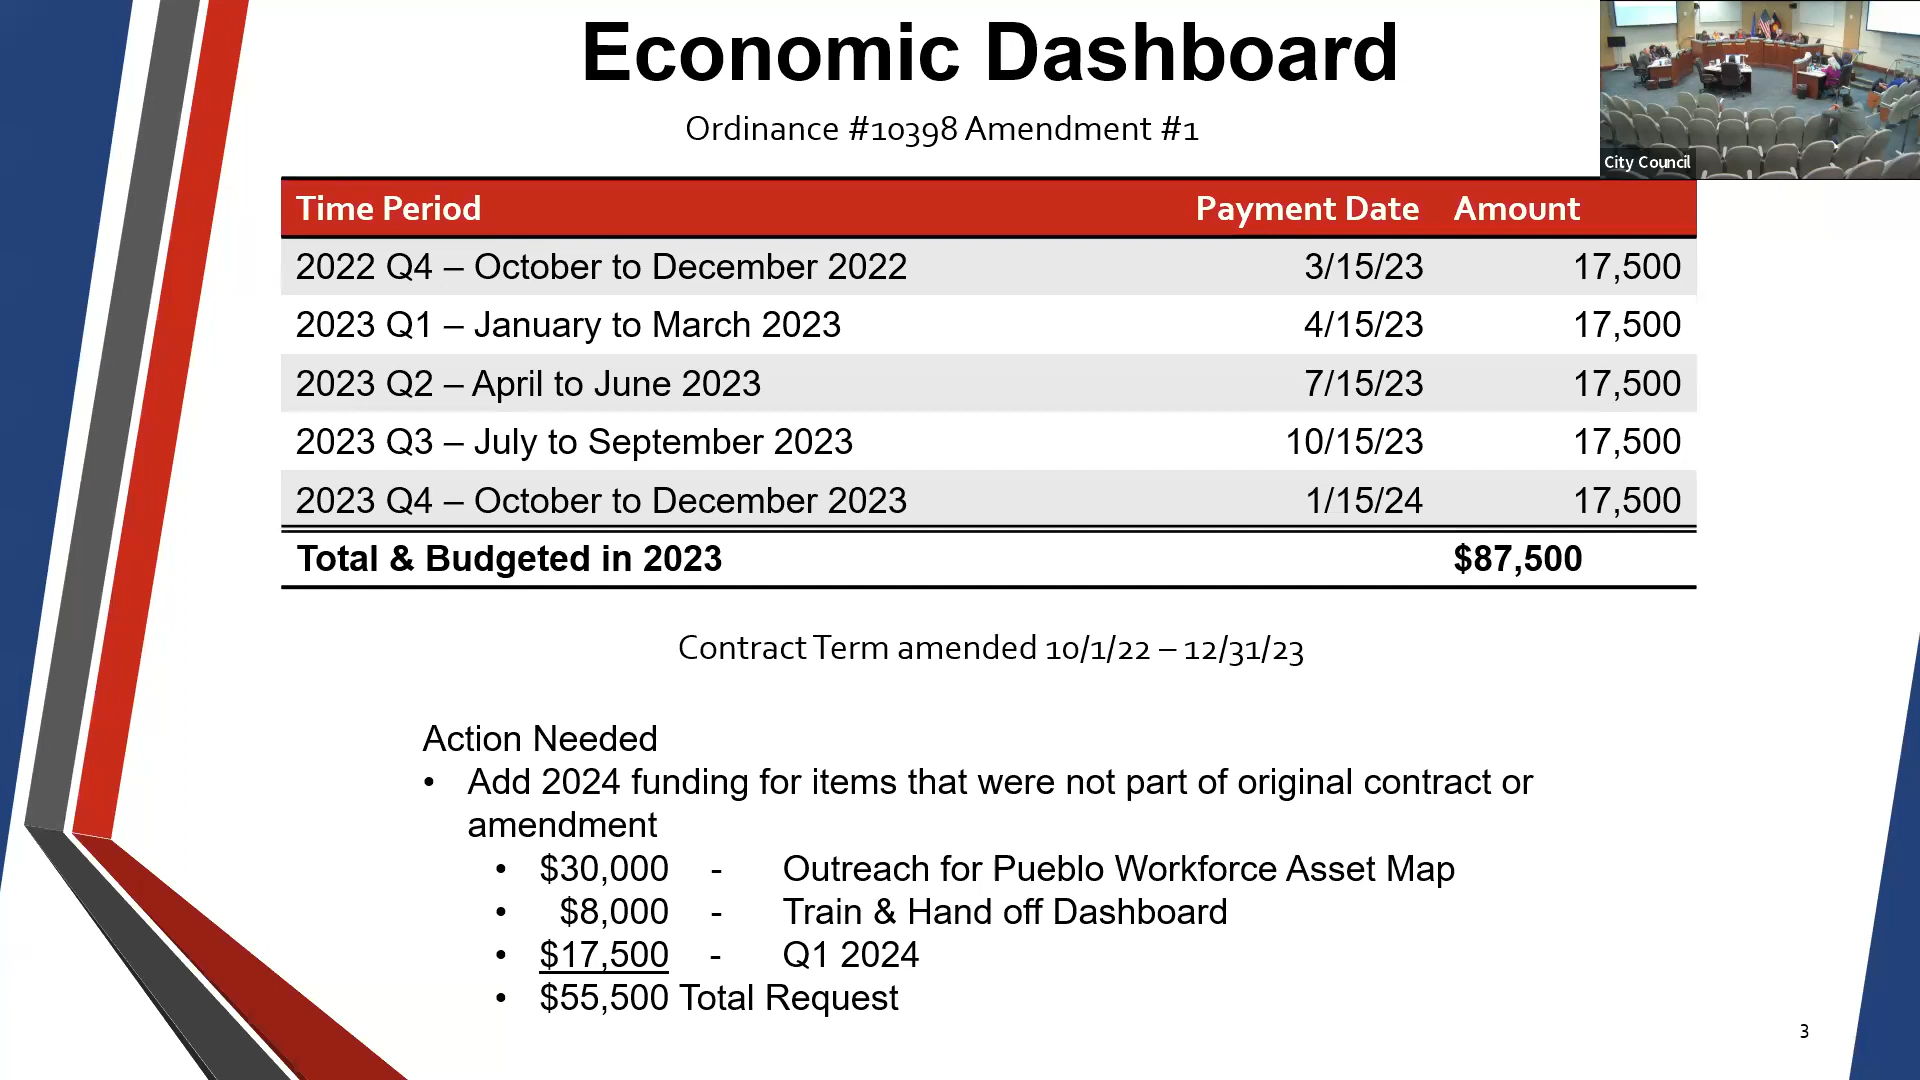 Economic Dashboard
Ordinance #10398 Amendment #1
City Council
Time Period Payment Date Amount
2022 Q4 – October to December 2022 3/15/23 17,500
2023 Q1 – January to March 2023 4/15/23 17,500
2023 Q2 – April to June 2023 7/15/23 17,500
2023 Q3 – July to September 2023 10/15/23 17,500
2023 Q4 – October to December 2023 1/15/24 17,500
Total & Budgeted in 2023 $87,500
Contract Term amended 10/1/22 – 12/31/23
Action Needed
• Add 2024 funding for items that were not part of original contract or
amendment
• $30,000 - Outreach for Pueblo Workforce Asset Map
• $8,000 - Train & Hand off Dashboard
• $17,500 - Q1 2024
• $55,500 Total Request
3